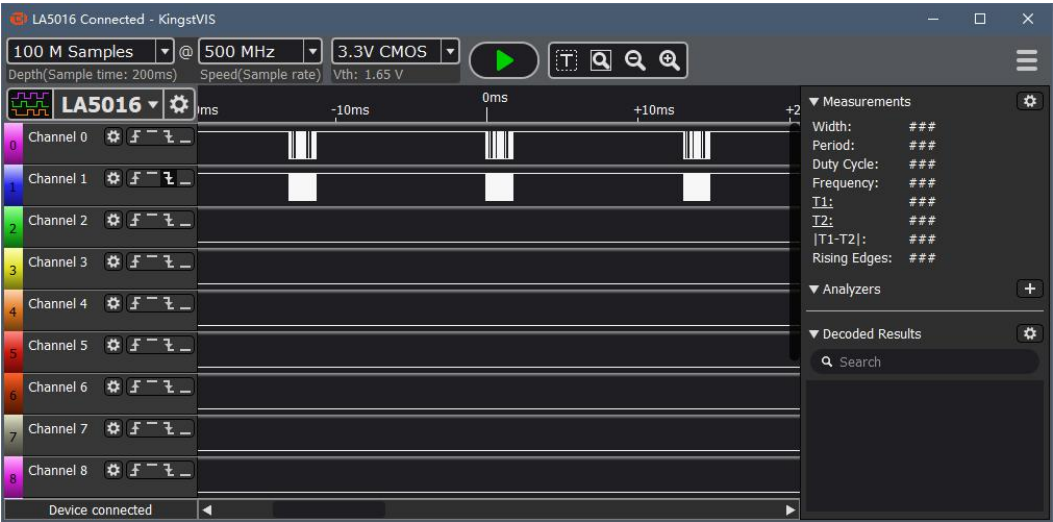 LA5016 Connected - KingstVIS
100 M Samples @ 500 MHz 3.3V CMOS
Depth(Sample time: 200ms) Speed(Sample rate) Vth: 1.65 V
T
LA5016
-10ms 0ms +10ms
0 Channel 0
1 Channel 1
2 Channel 2
3 Channel 3
4 Channel 4
5 Channel 5
6 Channel 6
7 Channel 7
8 Channel 8
Device connected
Measurements
Width: ###
Period: ###
Duty Cycle: ###
Frequency: ###
T1: ###
T2: ###
|T1-T2|: ###
Rising Edges: ###
Analyzers
Decoded Results
Search